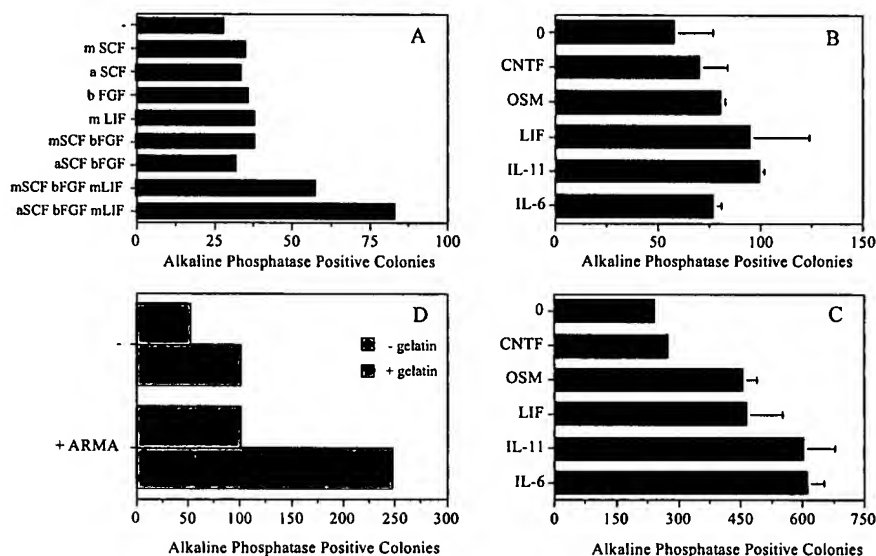 A
-
m SCF
a SCF
b FGF
m LIF
mSCF bFGF
aSCF bFGF
mSCF bFGF mLIF
aSCF bFGF mLIF
0 25 50 75 100
Alkaline Phosphatase Positive Colonies
B
0
CNTF
OSM
LIF
IL-11
IL-6
0 50 100 150
Alkaline Phosphatase Positive Colonies
D
-
- gelatin
+ gelatin
+ ARMA
0 50 100 150 200 250 300
Alkaline Phosphatase Positive Colonies
C
0
CNTF
OSM
LIF
IL-11
IL-6
0 150 300 450 600 750
Alkaline Phosphatase Positive Colonies